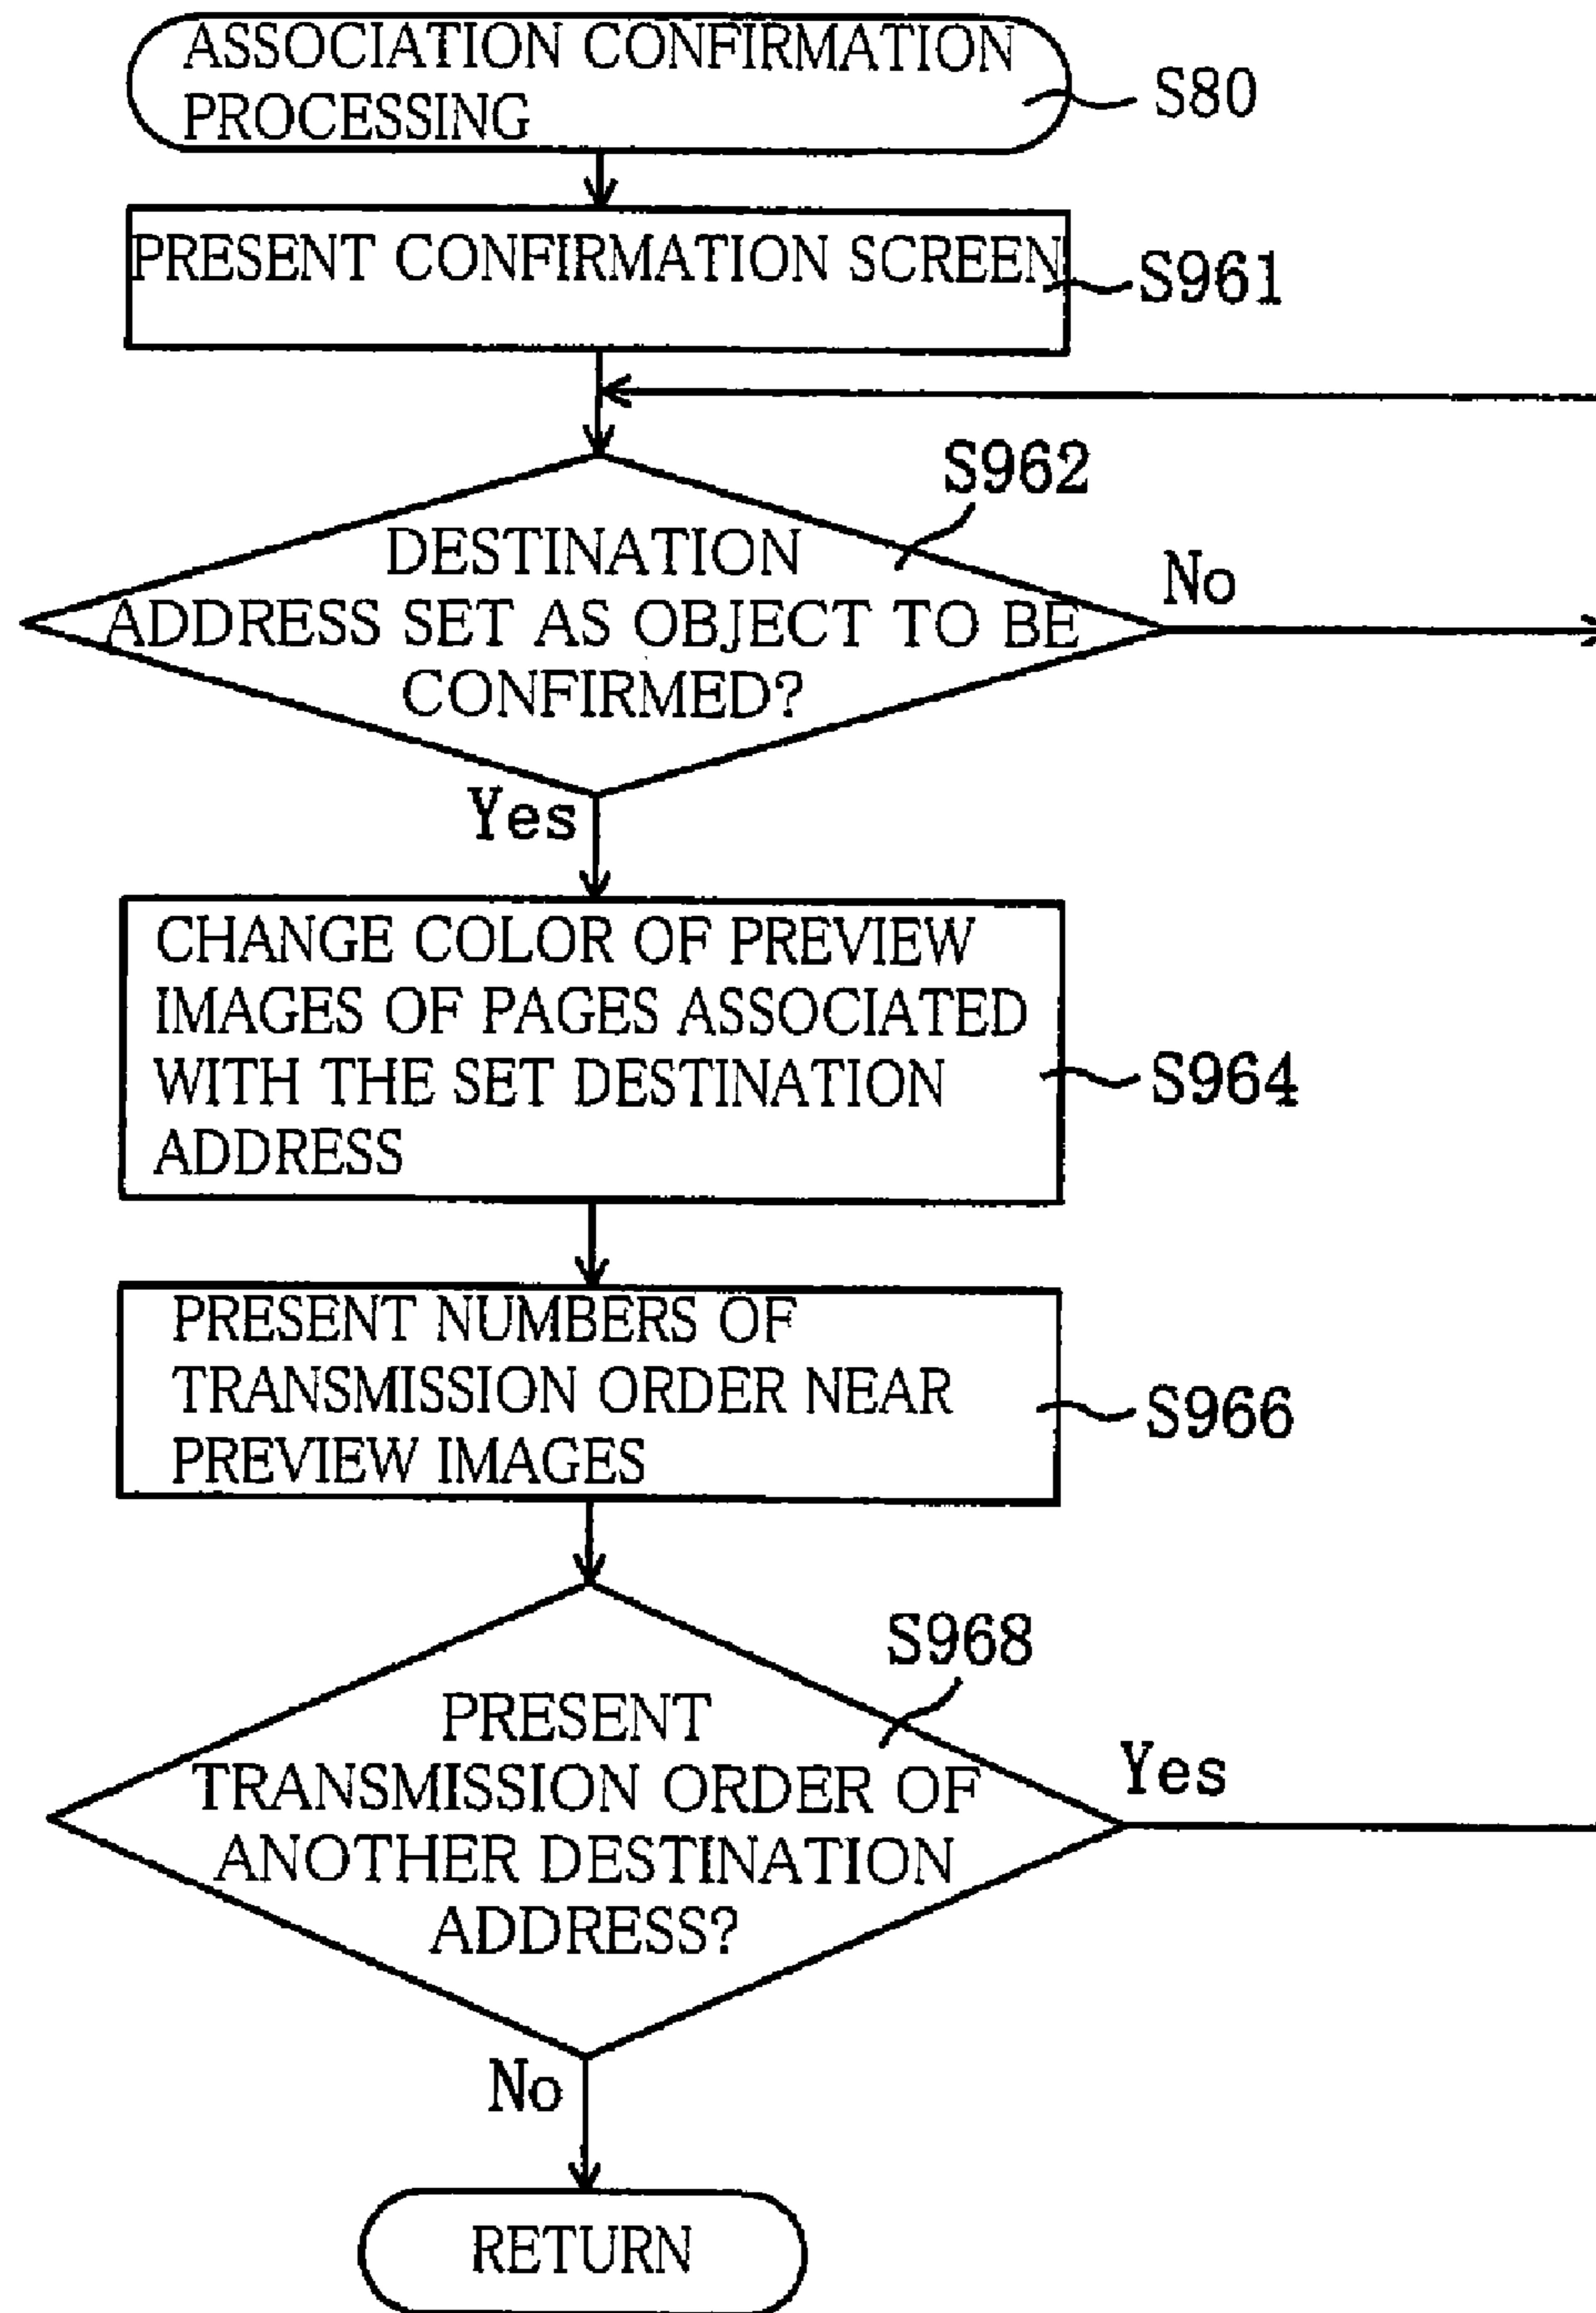 ASSOCIATION CONFIRMATION
PROCESSING
S80
PRESENT CONFIRMATION SCREEN
S961
S962
DESTINATION
ADDRESS SET AS OBJECT TO BE
CONFIRMED?
No
Yes
CHANGE COLOR OF PREVIEW
IMAGES OF PAGES ASSOCIATED
WITH THE SET DESTINATION
ADDRESS
S964
PRESENT NUMBERS OF
TRANSMISSION ORDER NEAR
PREVIEW IMAGES
S966
S968
PRESENT
TRANSMISSION ORDER OF
ANOTHER DESTINATION
ADDRESS?
Yes
No
RETURN